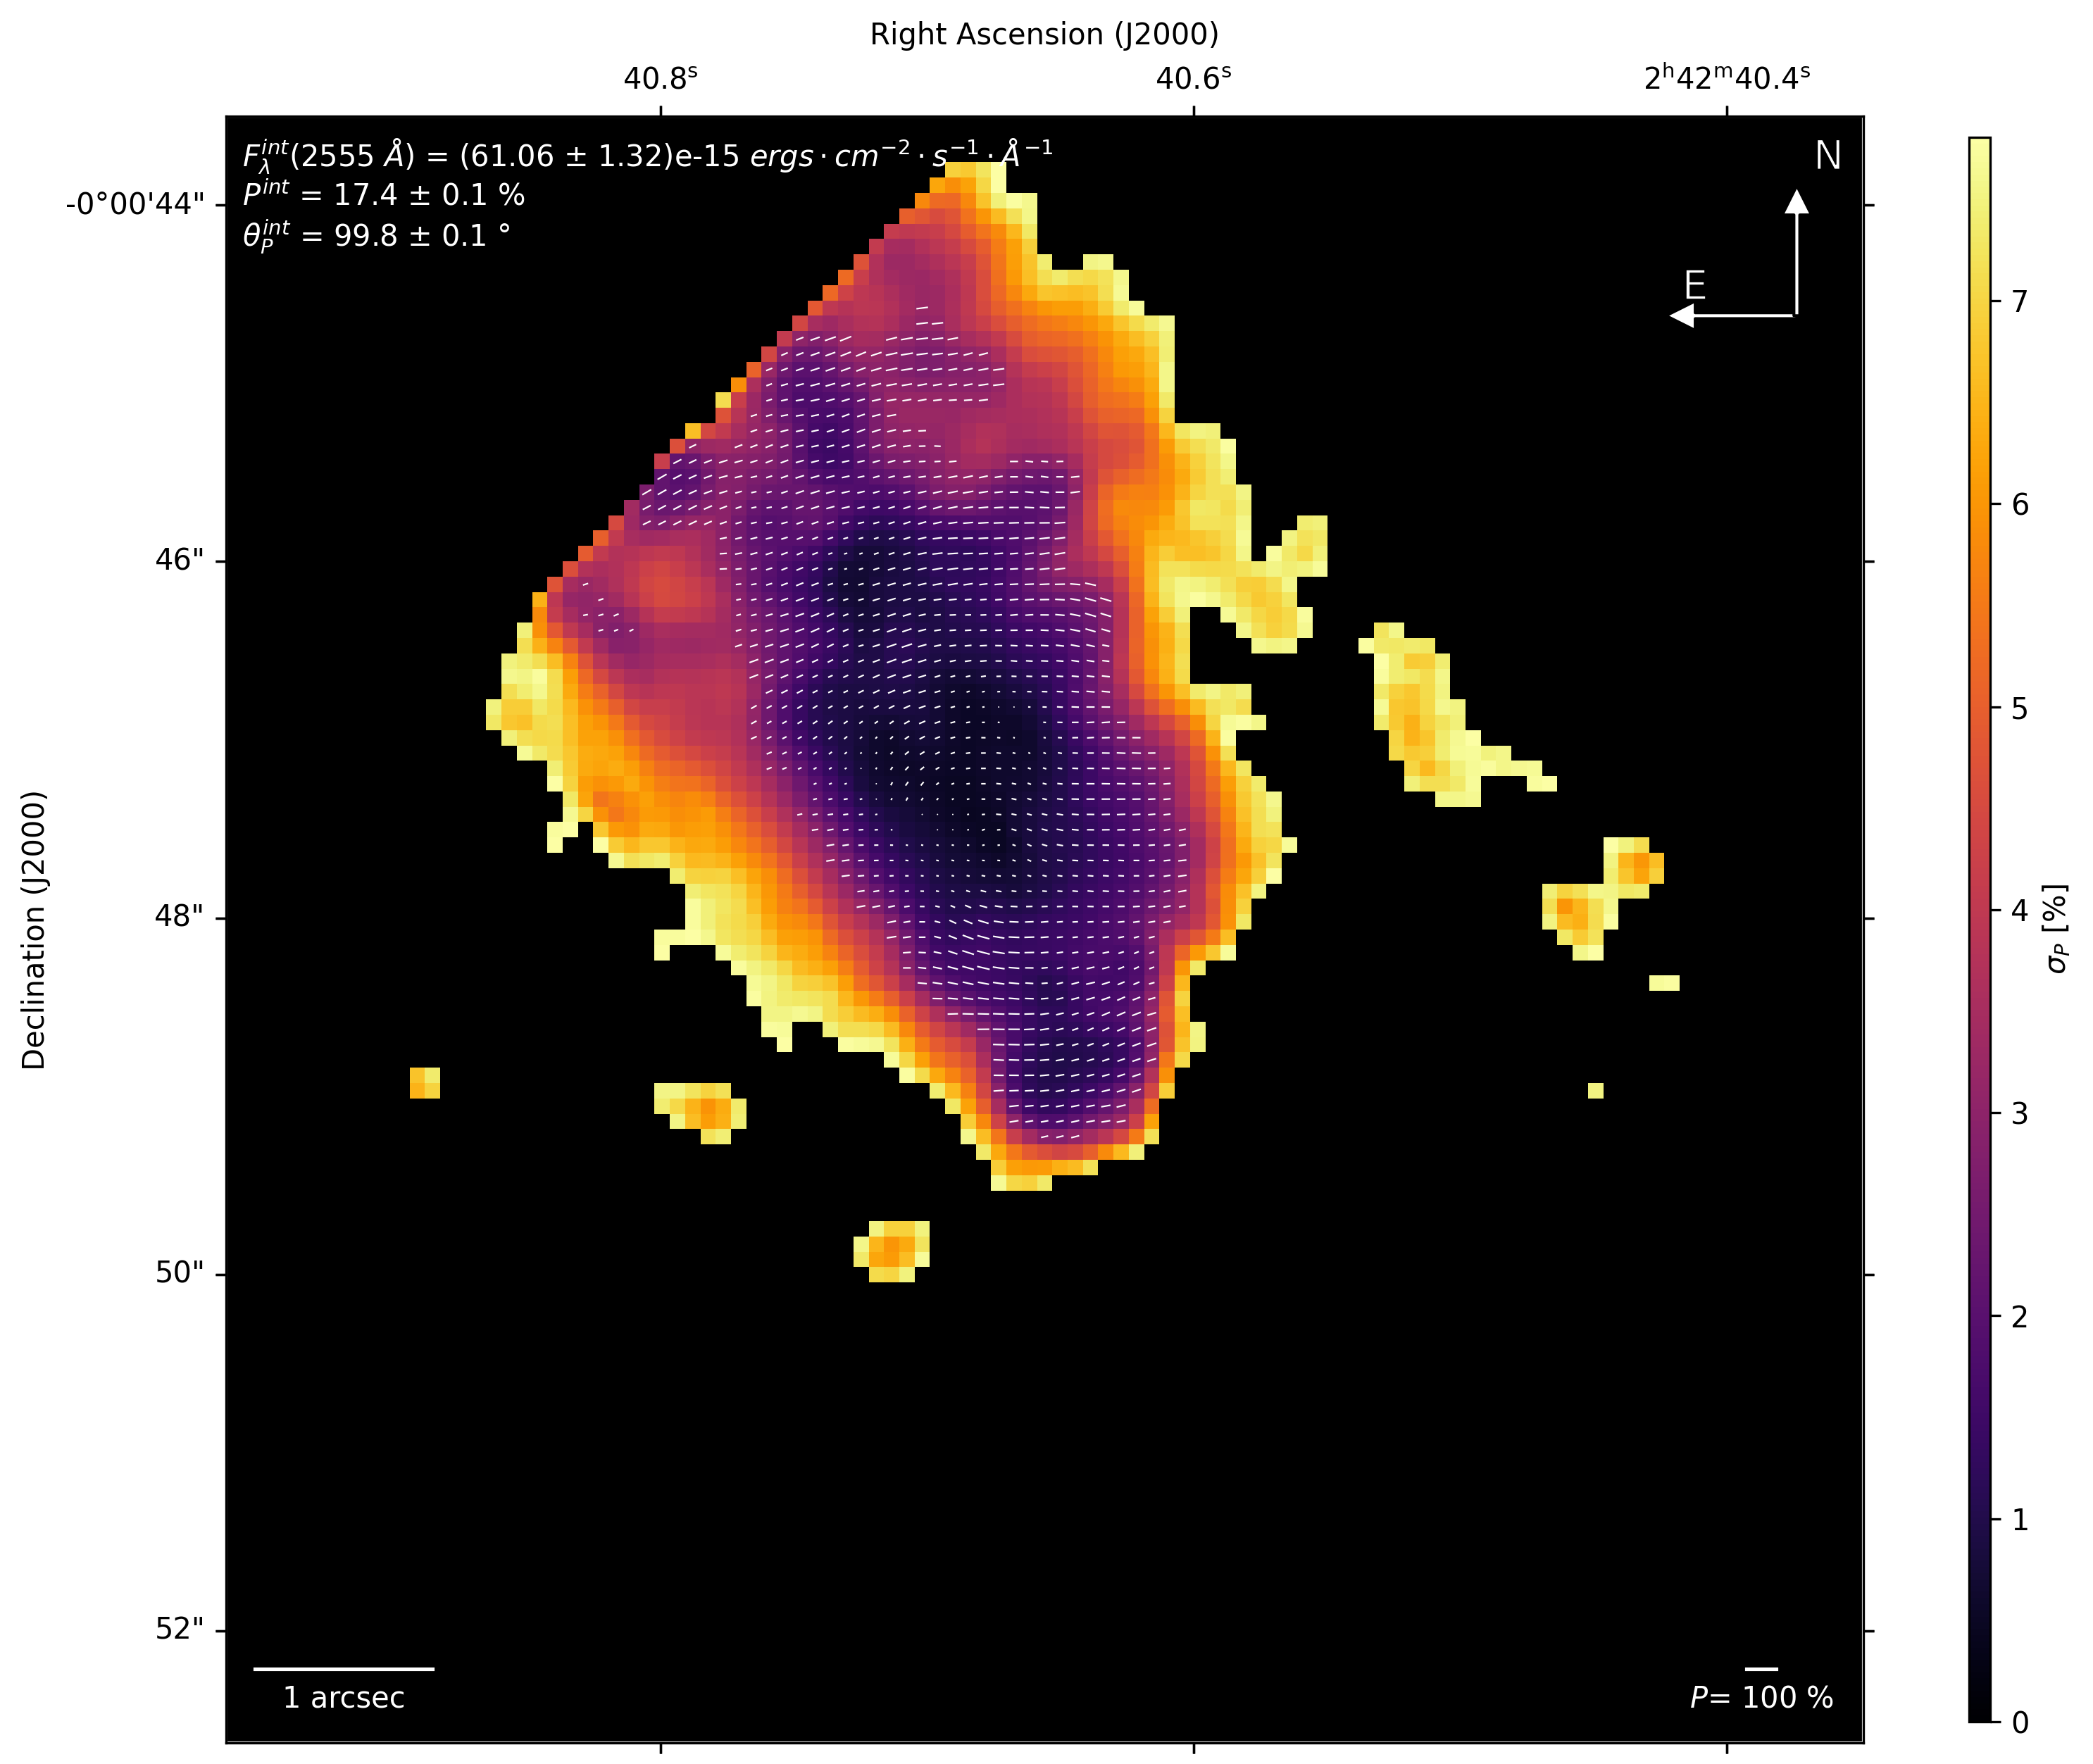 Right Ascension (J2000)
40.8ˢ 40.6ˢ 2ʰ42ᵐ40.4ˢ
F_λ^int(2555 Å) = (61.06 ± 1.32)e-15 ergs · cm⁻² · s⁻¹ · Å⁻¹
P^int = 17.4 ± 0.1 %
θ_P^int = 99.8 ± 0.1 °
N
E
-0°00'44"
46"
48"
50"
52"
Declination (J2000)
1 arcsec
P= 100 %
7
6
5
4
3
2
1
0
σ_P [%]